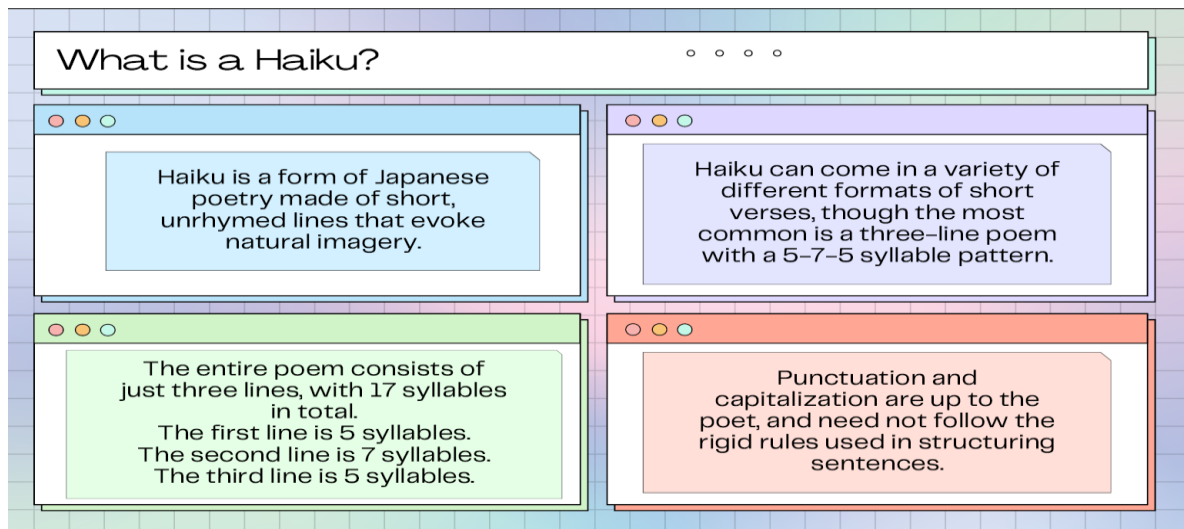 What is a Haiku?
Haiku is a form of Japanese
poetry made of short,
unrhymed lines that evoke
natural imagery.
Haiku can come in a variety of
different formats of short
verses, though the most
common is a three-line poem
with a 5-7-5 syllable pattern.
The entire poem consists of
just three lines, with 17 syllables
in total.
The first line is 5 syllables.
The second line is 7 syllables.
The third line is 5 syllables.
Punctuation and
capitalization are up to the
poet, and need not follow the
rigid rules used in structuring
sentences.